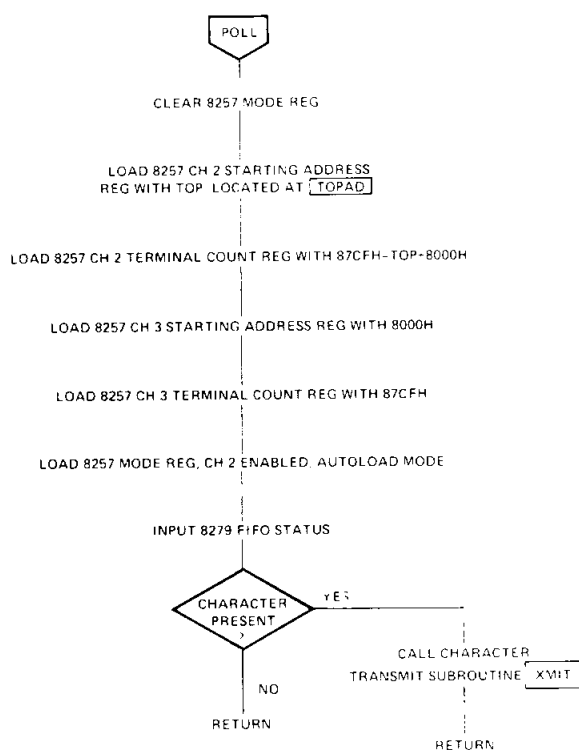 POLL
CLEAR 8257 MODE REG
LOAD 8257 CH 2 STARTING ADDRESS
REG WITH TOP LOCATED AT TOPAD
LOAD 8257 CH 2 TERMINAL COUNT REG WITH 87CFH-TOP+8000H
LOAD 8257 CH 3 STARTING ADDRESS REG WITH 8000H
LOAD 8257 CH 3 TERMINAL COUNT REG WITH 87CFH
LOAD 8257 MODE REG, CH 2 ENABLED, AUTOLOAD MODE
INPUT 8279 FIFO STATUS
CHARACTER
PRESENT
?
YES
CALL CHARACTER
TRANSMIT SUBROUTINE XMIT
NO
RETURN
RETURN